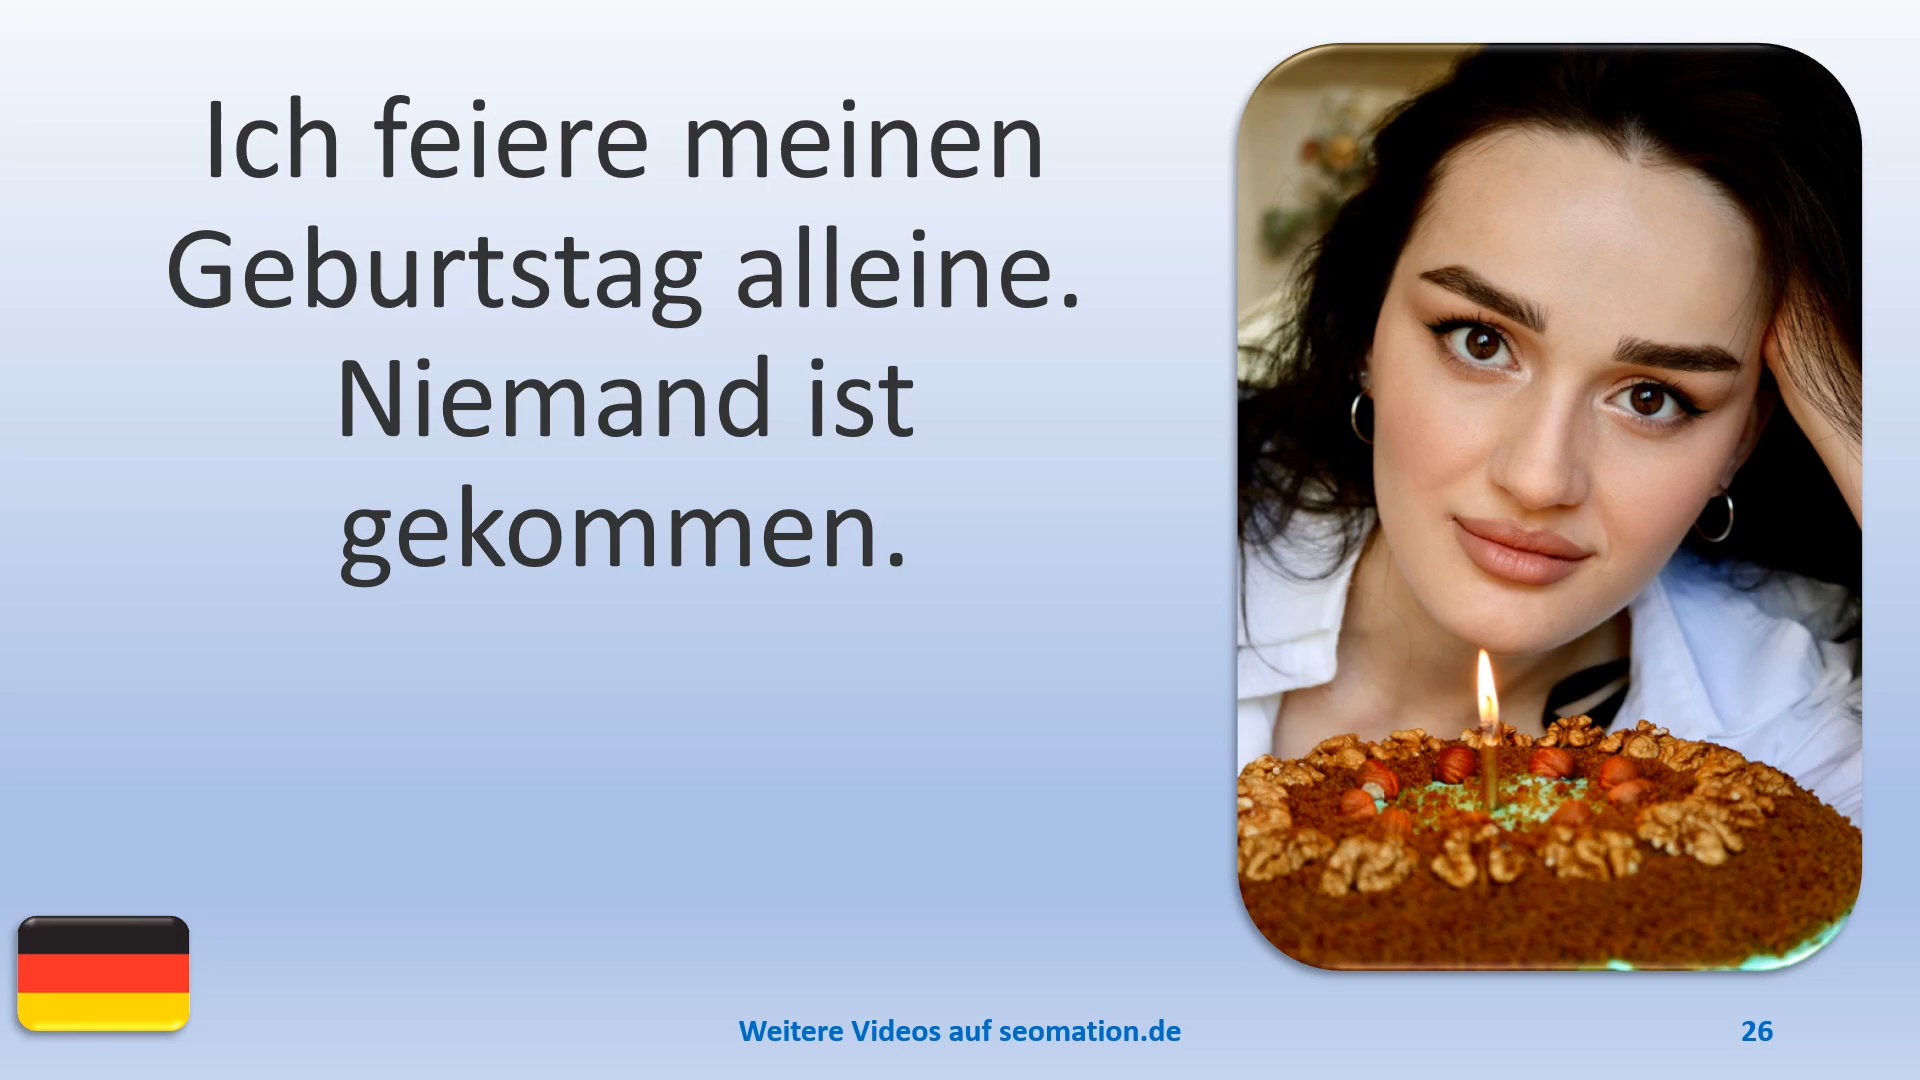 Ich feiere meinen
Geburtstag alleine.
Niemand ist
gekommen.
Weitere Videos auf seomation.de
26